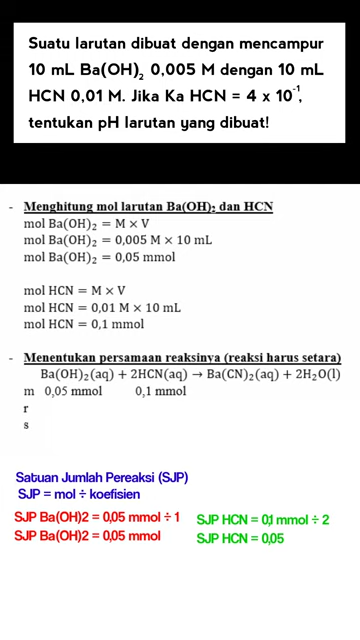 Suatu larutan dibuat dengan mencampur
10 mL Ba(OH)₂ 0,005 M dengan 10 mL
HCN 0,01 M. Jika Ka HCN = 4 x 10⁻¹,
tentukan pH larutan yang dibuat!
- Menghitung mol larutan Ba(OH)₂ dan HCN
mol Ba(OH)₂ = M × V
mol Ba(OH)₂ = 0,005 M × 10 mL
mol Ba(OH)₂ = 0,05 mmol
mol HCN = M × V
mol HCN = 0,01 M × 10 mL
mol HCN = 0,1 mmol
- Menentukan persamaan reaksinya (reaksi harus setara)
Ba(OH)₂(aq) + 2HCN(aq) → Ba(CN)₂(aq) + 2H₂O(l)
m 0,05 mmol 0,1 mmol
r
s
Satuan Jumlah Pereaksi (SJP)
SJP = mol ÷ koefisien
SJP Ba(OH)2 = 0,05 mmol ÷ 1
SJP Ba(OH)2 = 0,05 mmol
SJP HCN = 0,1 mmol ÷ 2
SJP HCN = 0,05